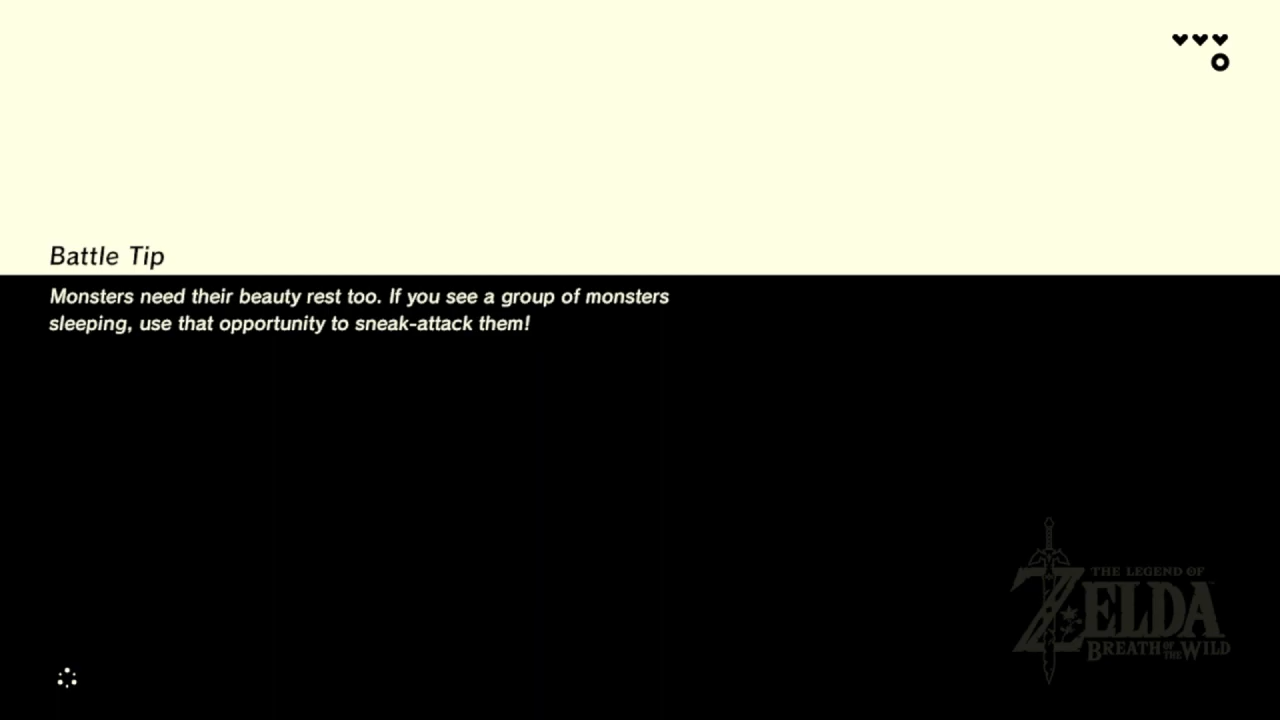 Battle Tip
Monsters need their beauty rest too. If you see a group of monsters
sleeping, use that opportunity to sneak-attack them!
THE LEGEND OF
ZELDA
BREATH OF THE WILD